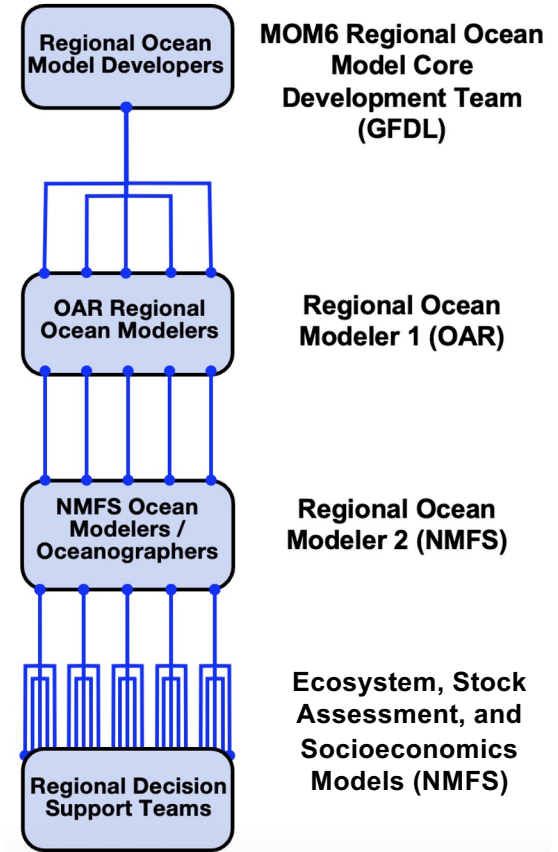 Regional Ocean
Model Developers
MOM6 Regional Ocean
Model Core
Development Team
(GFDL)
OAR Regional
Ocean Modelers
Regional Ocean
Modeler 1 (OAR)
NMFS Ocean
Modelers /
Oceanographers
Regional Ocean
Modeler 2 (NMFS)
Ecosystem, Stock
Assessment, and
Socioeconomics
Models (NMFS)
Regional Decision
Support Teams